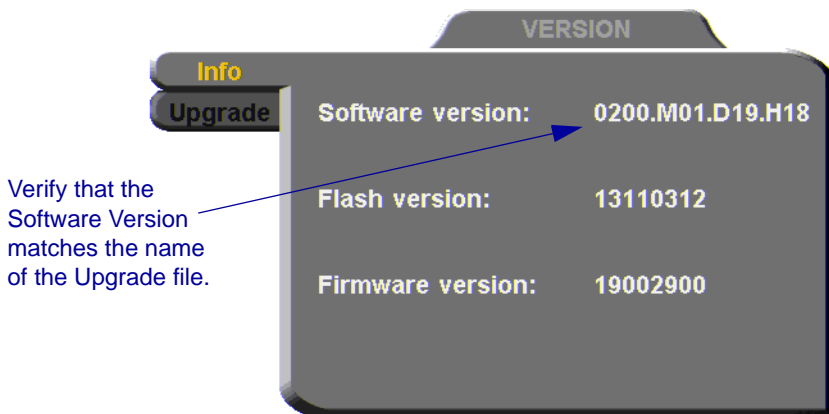 VERSION
Info
Upgrade
Software version: 0200.M01.D19.H18
Verify that the
Software Version
matches the name
of the Upgrade file.
Flash version: 13110312
Firmware version: 19002900